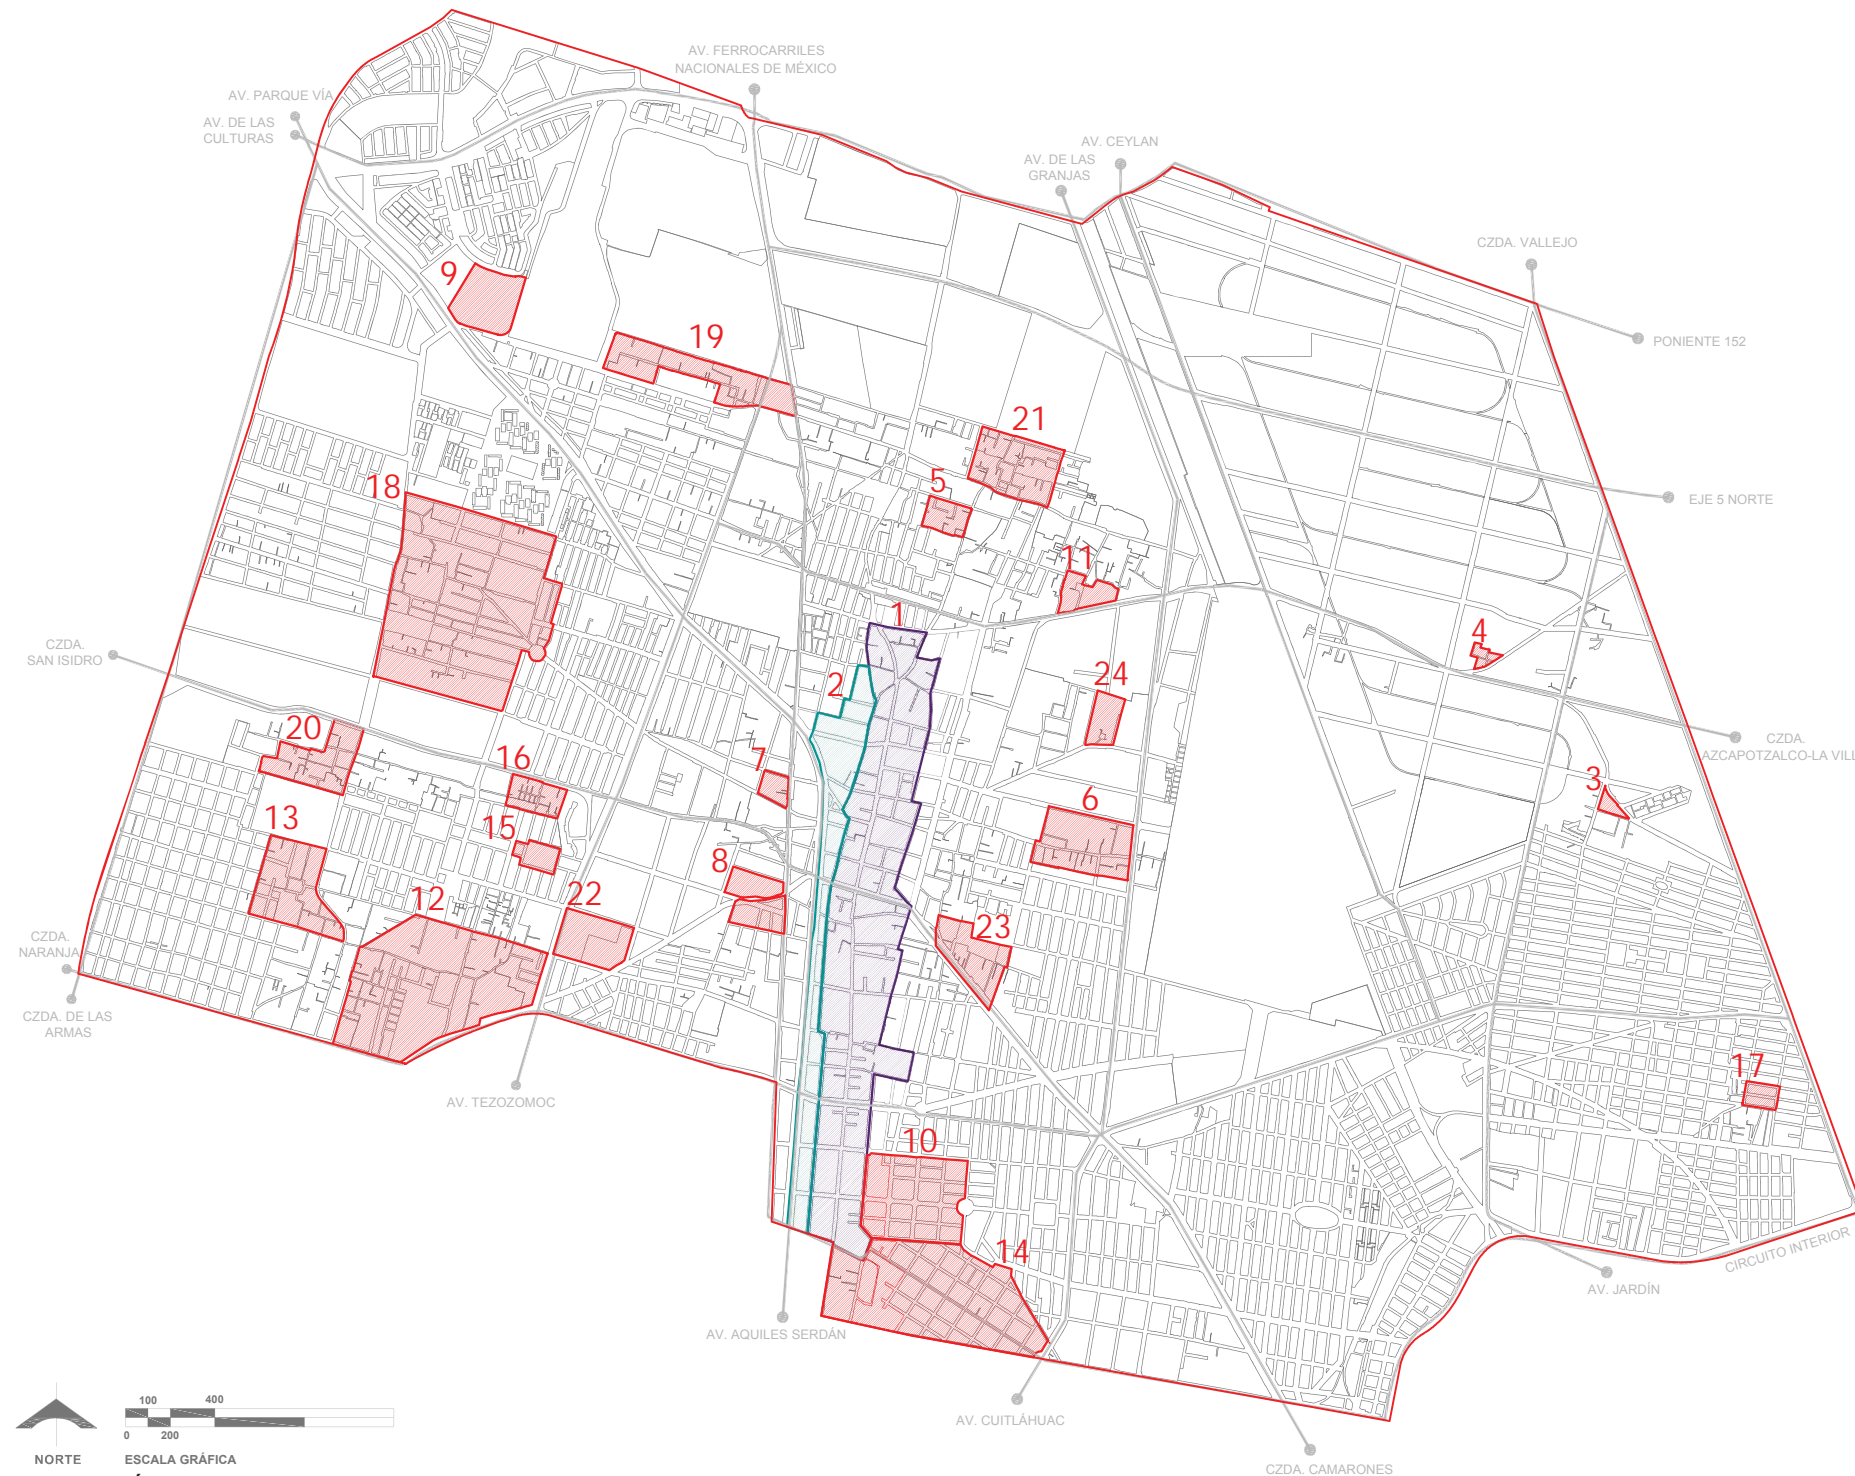 AV. FERROCARRILES
NACIONALES DE MÉXICO
AV. PARQUE VÍA
AV. DE LAS
CULTURAS
AV. CEYLAN
AV. DE LAS
GRANJAS
CZDA. VALLEJO
9
19
PONIENTE 152
21
18
5
EJE 5 NORTE
11
1
4
CZDA.
SAN ISIDRO
2
24
20
16
7
CZDA.
AZCAPOTZALCO-LA VILL
3
6
13
15
8
12
22
23
CZDA.
NARANJA
CZDA. DE LAS
ARMAS
17
AV. TEZOZOMOC
10
14
CIRCUITO INTERIOR
AV. JARDÍN
AV. AQUILES SERDÁN
100 400
0 200
NORTE
ESCALA GRÁFICA
AV. CUITLÁHUAC
CZDA. CAMARONES